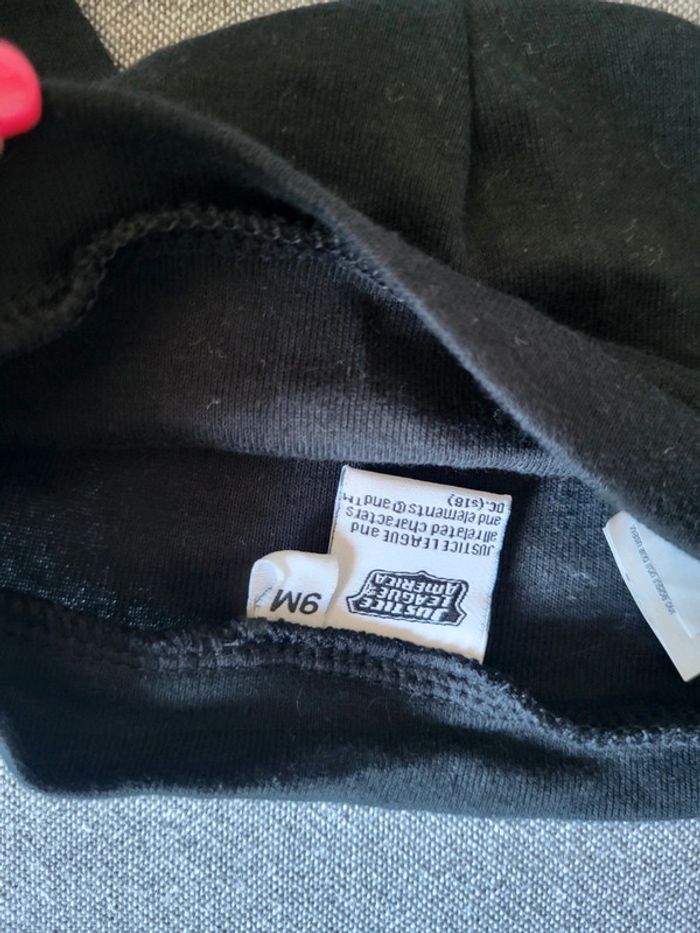 9M
JUSTICE
LEAGUE
AMERICA
JUSTICE LEAGUE and
all related characters
and elements © and ™
DC. (s18)